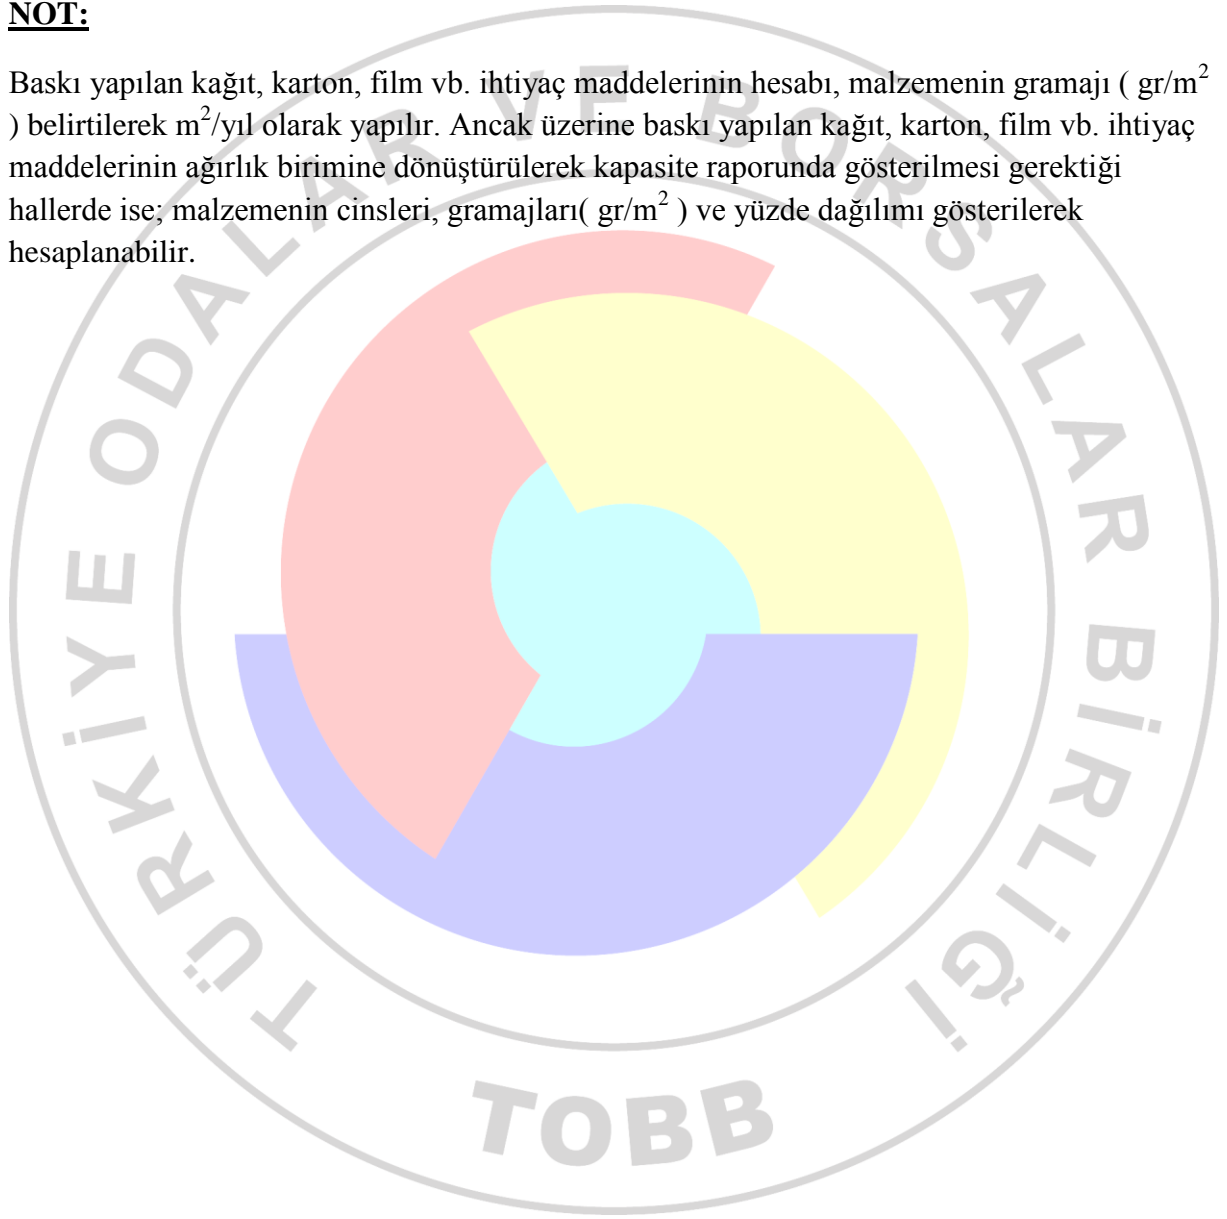 NOT:
Baskı yapılan kağıt, karton, film vb. ihtiyaç maddelerinin hesabı, malzemenin gramajı ( gr/m²
) belirtilerek m²/yıl olarak yapılır. Ancak üzerine baskı yapılan kağıt, karton, film vb. ihtiyaç
maddelerinin ağırlık birimine dönüştürülerek kapasite raporunda gösterilmesi gerektiği
hallerde ise; malzemenin cinsleri, gramajları( gr/m² ) ve yüzde dağılımı gösterilerek
hesaplanabilir.
TÜRKİYE ODALAR VE BORSALAR BİRLİĞİ
TOBB